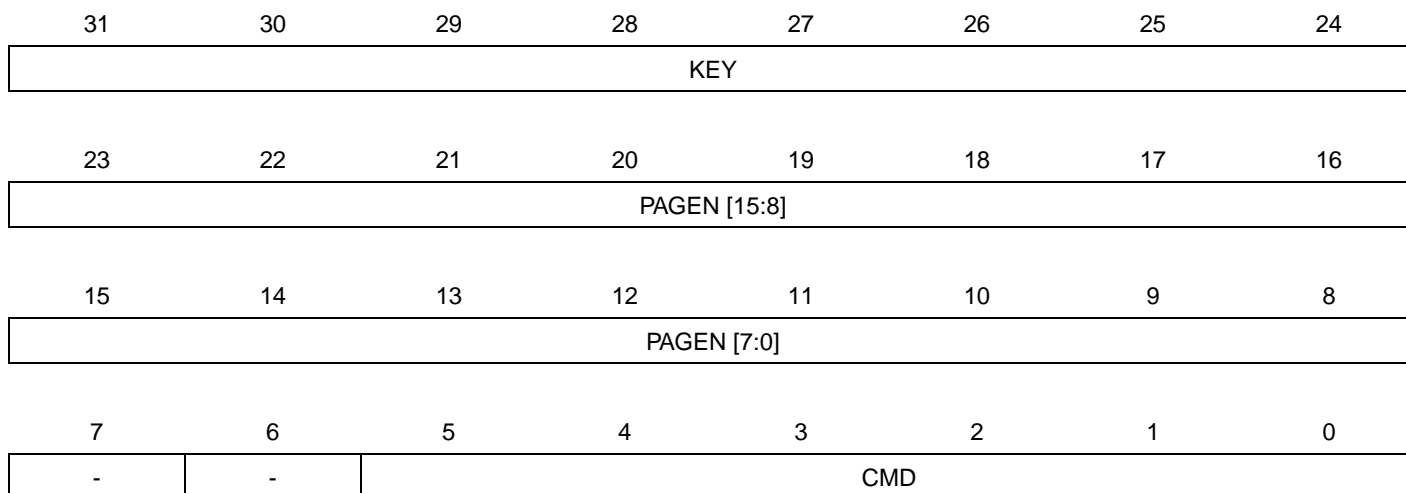 31 30 29 28 27 26 25 24
KEY
23 22 21 20 19 18 17 16
PAGEN [15:8]
15 14 13 12 11 10 9 8
PAGEN [7:0]
7 6 5 4 3 2 1 0
- - CMD